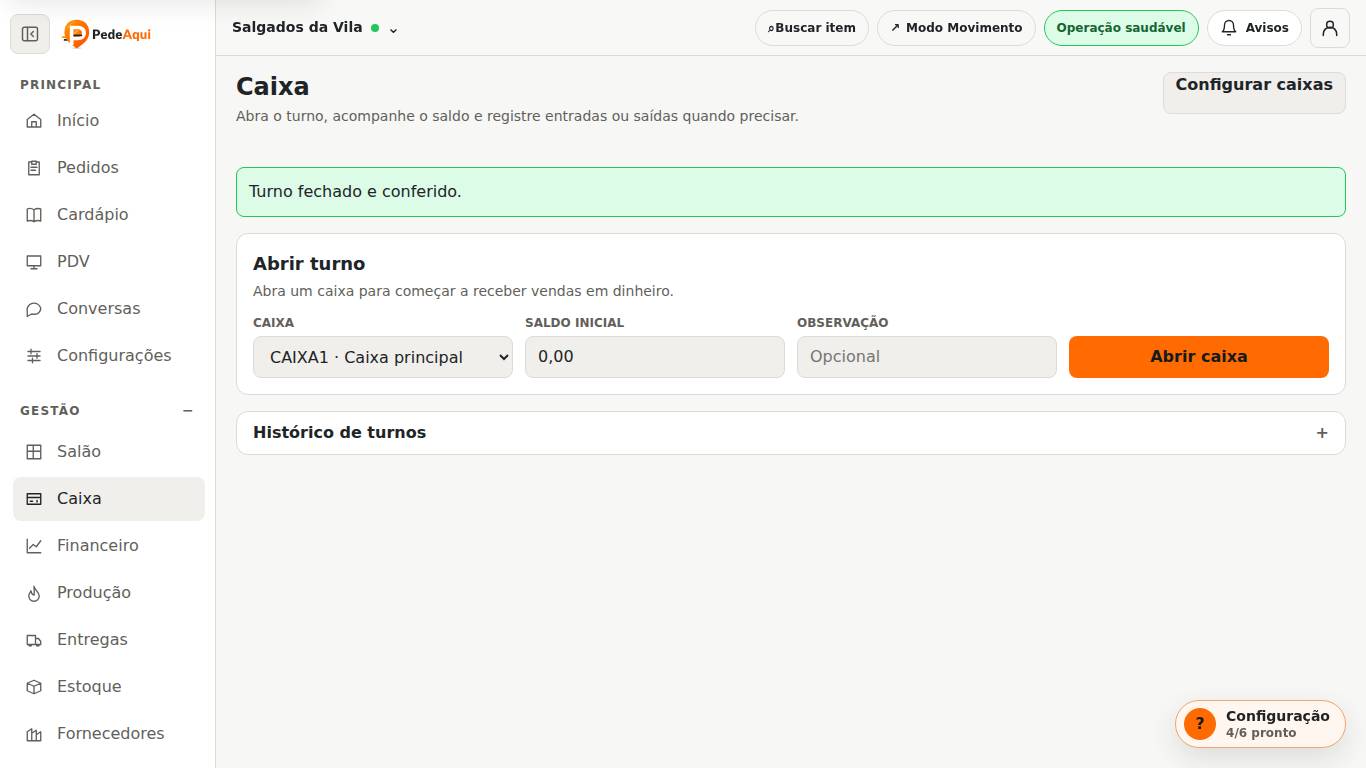 PedeAqui
PRINCIPAL
Início
Pedidos
Cardápio
PDV
Conversas
Configurações
GESTÃO −
Salão
Caixa
Financeiro
Produção
Entregas
Estoque
Fornecedores
Salgados da Vila
⌕Buscar item
↗ Modo Movimento
Operação saudável
Avisos
Caixa
Abra o turno, acompanhe o saldo e registre entradas ou saídas quando precisar.
Configurar caixas
Turno fechado e conferido.
Abrir turno
Abra um caixa para começar a receber vendas em dinheiro.
CAIXA
CAIXA1 · Caixa principal
SALDO INICIAL
0,00
OBSERVAÇÃO
Opcional
Abrir caixa
Histórico de turnos +
?
Configuração
4/6 pronto